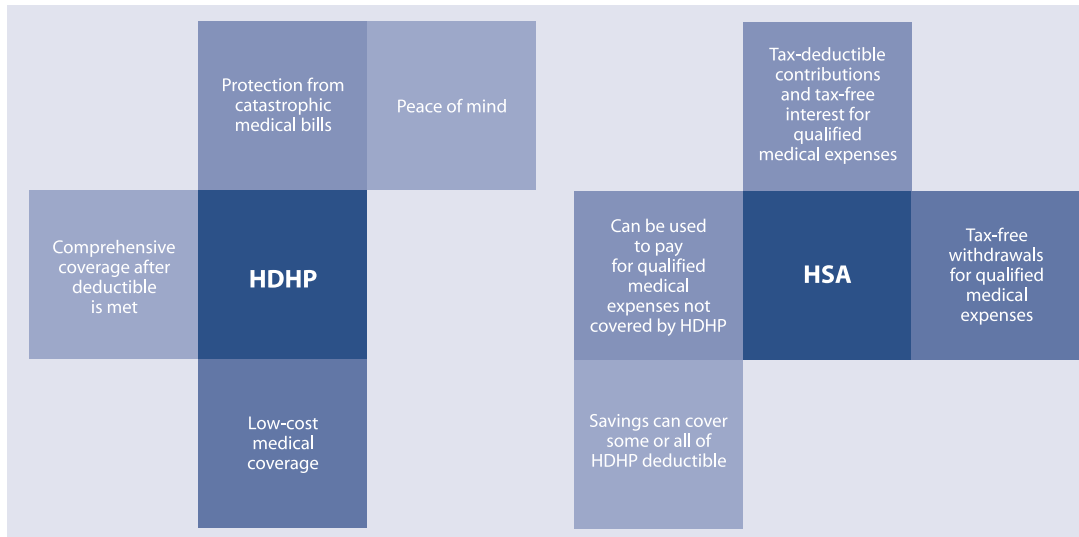 Protection from
catastrophic
medical bills
Peace of mind
Comprehensive
coverage after
deductible
is met
HDHP
Low-cost
medical
coverage
Tax-deductible
contributions
and tax-free
interest for
qualified
medical expenses
Can be used
to pay
for qualified
medical
expenses not
covered by HDHP
HSA
Tax-free
withdrawals
for qualified
medical
expenses
Savings can cover
some or all of
HDHP deductible